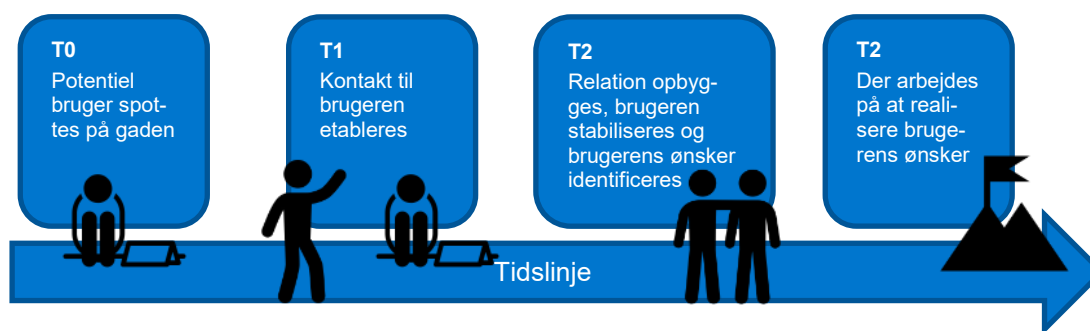 T0
Potentiel
bruger spot-
tes på gaden
T1
Kontakt til
brugeren
etableres
T2
Relation opbyg-
ges, brugeren
stabiliseres og
brugerens ønsker
identificeres
T2
Der arbejdes
på at reali-
sere bruge-
rens ønsker
Tidslinje